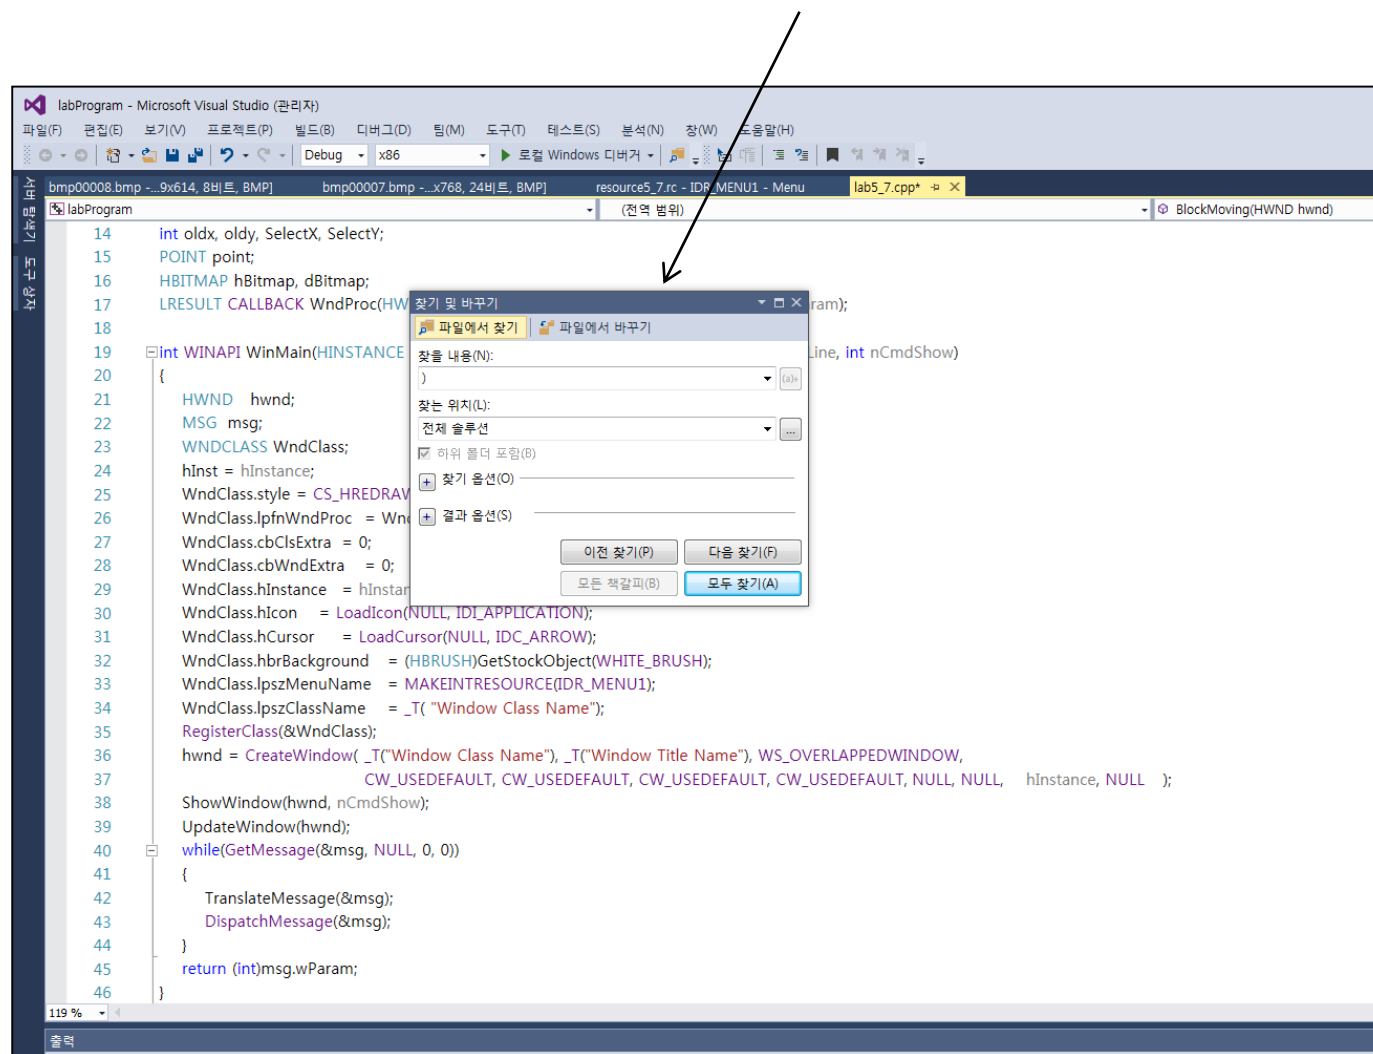 labProgram - Microsoft Visual Studio (관리자)
파일(F) 편집(E) 보기(V) 프로젝트(P) 빌드(B) 디버그(D) 팀(M) 도구(T) 테스트(S) 분석(N) 창(W) 도움말(H)
Debug x86 로컬 Windows 디버거
서버 탐색기
도구 상자
bmp00008.bmp -...9x614, 8비트, BMP] bmp00007.bmp -...x768, 24비트, BMP] resource5_7.rc - IDR_MENU1 - Menu lab5_7.cpp*
labProgram (전역 범위) BlockMoving(HWND hwnd)
14 int oldx, oldy, SelectX, SelectY;
15 POINT point;
16 HBITMAP hBitmap, dBitmap;
17 LRESULT CALLBACK WndProc(HW ram);
18
19 int WINAPI WinMain(HINSTANCE Line, int nCmdShow)
20 {
21 HWND hwnd;
22 MSG msg;
23 WNDCLASS WndClass;
24 hInst = hInstance;
25 WndClass.style = CS_HREDRAW
26 WndClass.lpfnWndProc = Wnd
27 WndClass.cbClsExtra = 0;
28 WndClass.cbWndExtra = 0;
29 WndClass.hInstance = hInstan
30 WndClass.hIcon = LoadIcon(NULL, IDI_APPLICATION);
31 WndClass.hCursor = LoadCursor(NULL, IDC_ARROW);
32 WndClass.hbrBackground = (HBRUSH)GetStockObject(WHITE_BRUSH);
33 WndClass.lpszMenuName = MAKEINTRESOURCE(IDR_MENU1);
34 WndClass.lpszClassName = _T( "Window Class Name");
35 RegisterClass(&WndClass);
36 hwnd = CreateWindow( _T("Window Class Name"), _T("Window Title Name"), WS_OVERLAPPEDWINDOW,
37 CW_USEDEFAULT, CW_USEDEFAULT, CW_USEDEFAULT, CW_USEDEFAULT, NULL, NULL, hInstance, NULL );
38 ShowWindow(hwnd, nCmdShow);
39 UpdateWindow(hwnd);
40 while(GetMessage(&msg, NULL, 0, 0))
41 {
42 TranslateMessage(&msg);
43 DispatchMessage(&msg);
44 }
45 return (int)msg.wParam;
46 }
찾기 및 바꾸기
파일에서 찾기 파일에서 바꾸기
찾을 내용(N):
) (a)+
찾는 위치(L):
전체 솔루션 ...
하위 폴더 포함(B)
찾기 옵션(O)
결과 옵션(S)
이전 찾기(P) 다음 찾기(F)
모든 책갈피(B) 모두 찾기(A)
119 %
출력